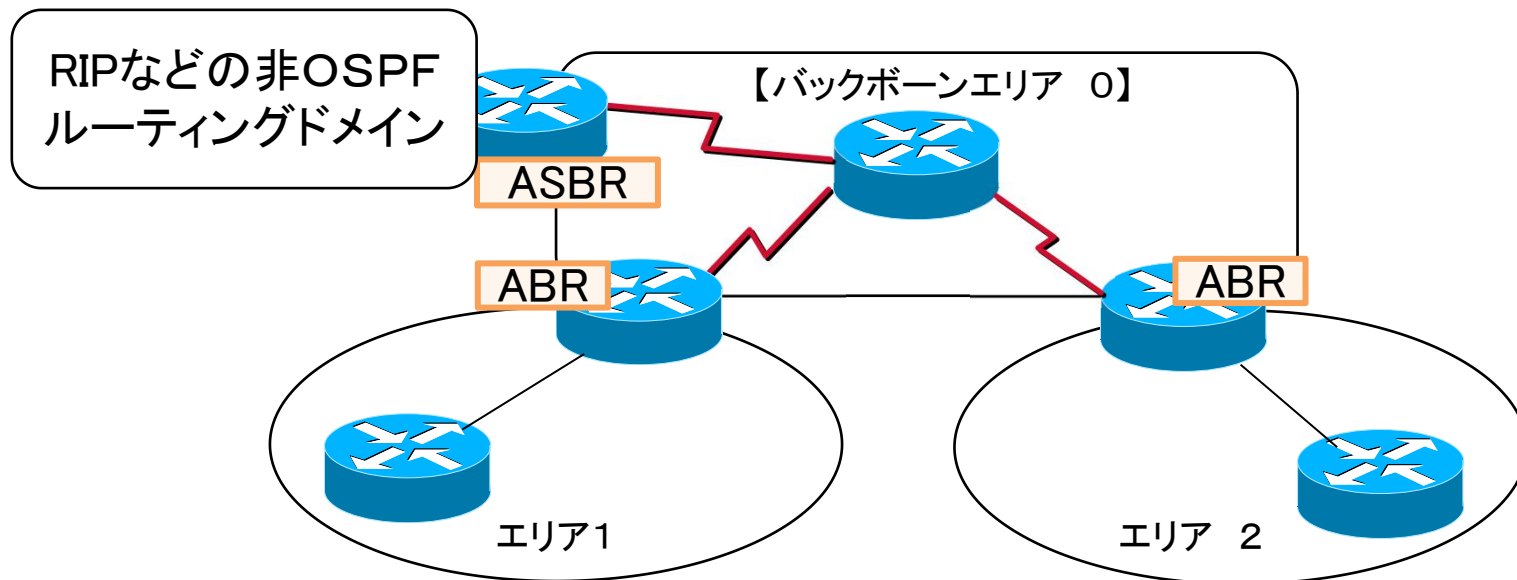 RIPなどの非OSPF
ルーティングドメイン
【バックボーンエリア 0】
ASBR
ABR
ABR
エリア1
エリア 2